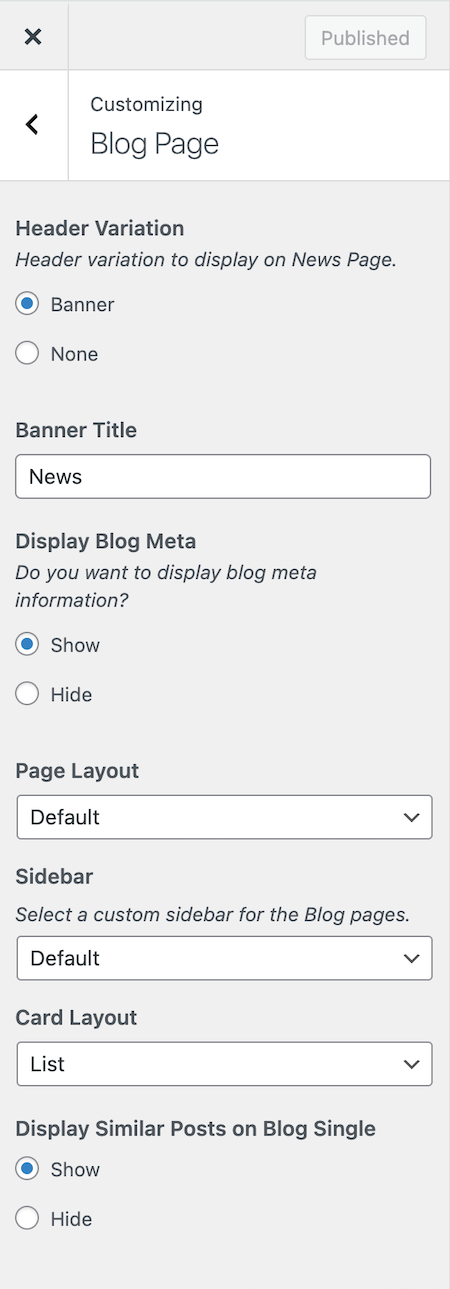 Published
Customizing
Blog Page
Header Variation
Header variation to display on News Page.
Banner
None
Banner Title
News
Display Blog Meta
Do you want to display blog meta
information?
Show
Hide
Page Layout
Default
Sidebar
Select a custom sidebar for the Blog pages.
Default
Card Layout
List
Display Similar Posts on Blog Single
Show
Hide